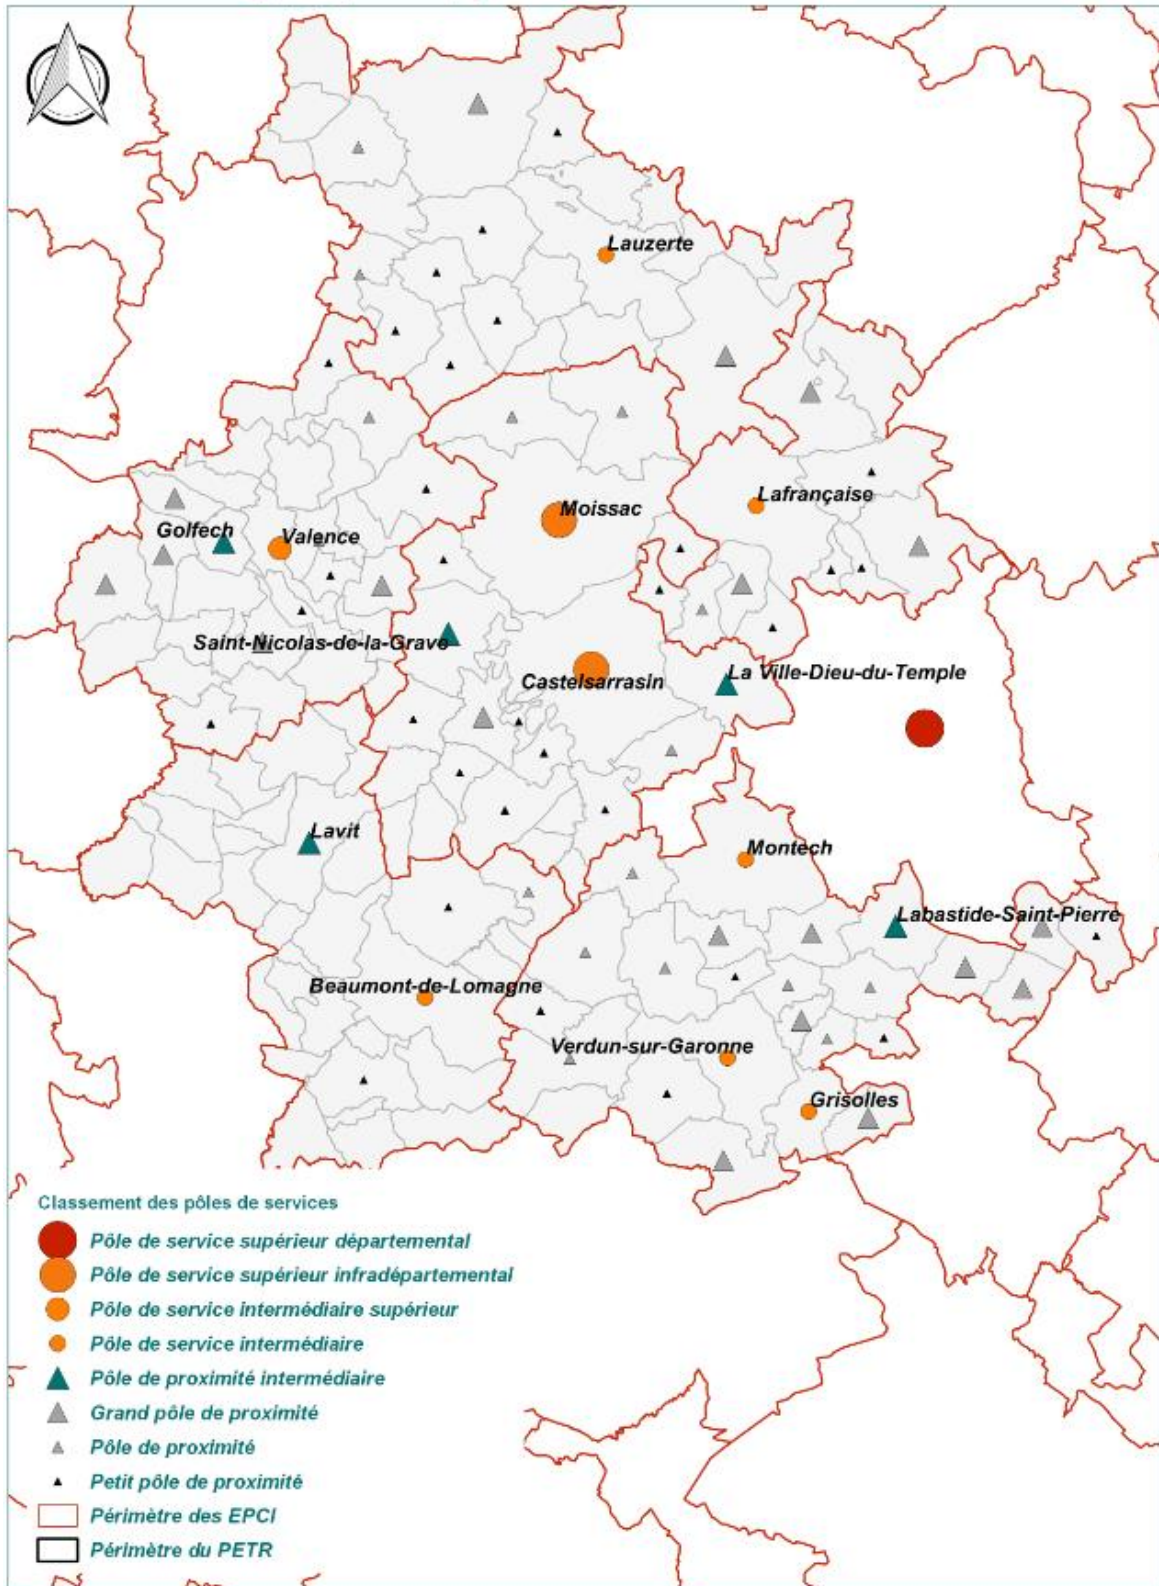 Lauzerte
Lafrançaise
Moissac
Golfech
Valence
Saint-Nicolas-de-la-Grave
La Ville-Dieu-du-Temple
Castelsarrasin
Lavit
Montech
Labastide-Saint-Pierre
Beaumont-de-Lomagne
Verdun-sur-Garonne
Grisolles
Classement des pôles de services
Pôle de service supérieur départemental
Pôle de service supérieur infradépartemental
Pôle de service intermédiaire supérieur
Pôle de service intermédiaire
Pôle de proximité intermédiaire
Grand pôle de proximité
Pôle de proximité
Petit pôle de proximité
Périmètre des EPCI
Périmètre du PETR